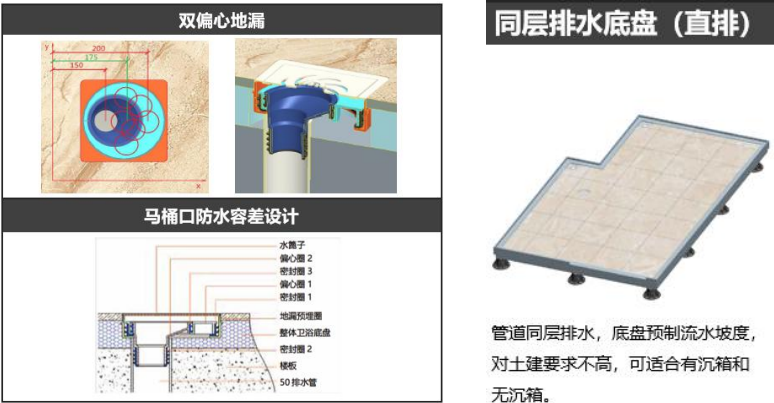 双偏心地漏
y
200
175
150
x
马桶口防水容差设计
水篦子
偏心圈 2
密封圈 3
偏心圈 1
密封圈 1
地漏预埋圈
整体卫浴底盘
密封圈 2
楼板
50 排水管
同层排水底盘（直排）
管道同层排水，底盘预制流水坡度，
对土建要求不高，可适合有沉箱和
无沉箱。